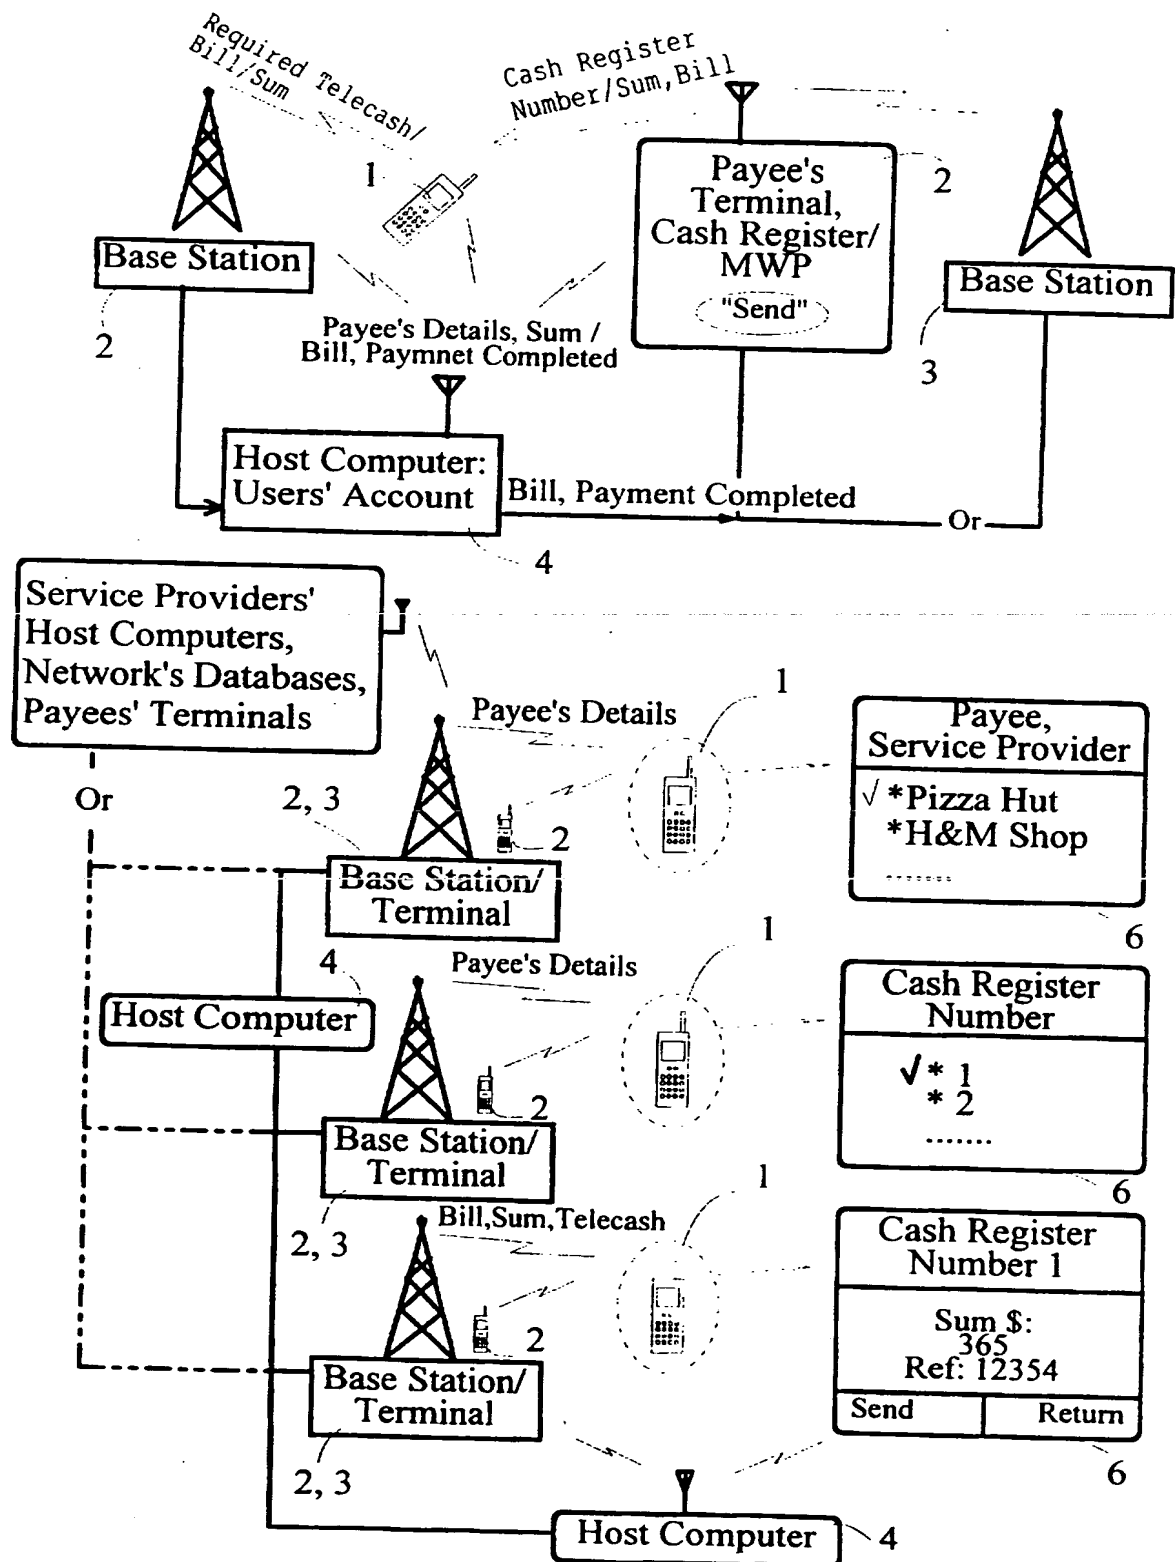 Required Telecash/
Bill/Sum
Cash Register
Number/Sum,Bill
1
Payee's
Terminal,
Cash Register/
MWP
"Send"
2
Base Station
2
Base Station
3
Payee's Details, Sum /
Bill, Paymnet Completed
Host Computer:
Users' Account
4
Bill, Payment Completed
Or
Service Providers'
Host Computers,
Network's Databases,
Payees' Terminals
Or
Payee's Details
1
2, 3
2
Base Station/
Terminal
Payee,
Service Provider
√ *Pizza Hut
*H&M Shop
........
6
4
Host Computer
Payee's Details
1
2
Base Station/
Terminal
2, 3
Cash Register
Number
√ * 1
* 2
.......
6
Bill,Sum,Telecash
1
2
Base Station/
Terminal
2, 3
Cash Register
Number 1
Sum $:
365
Ref: 12354
Send Return
6
Host Computer
4